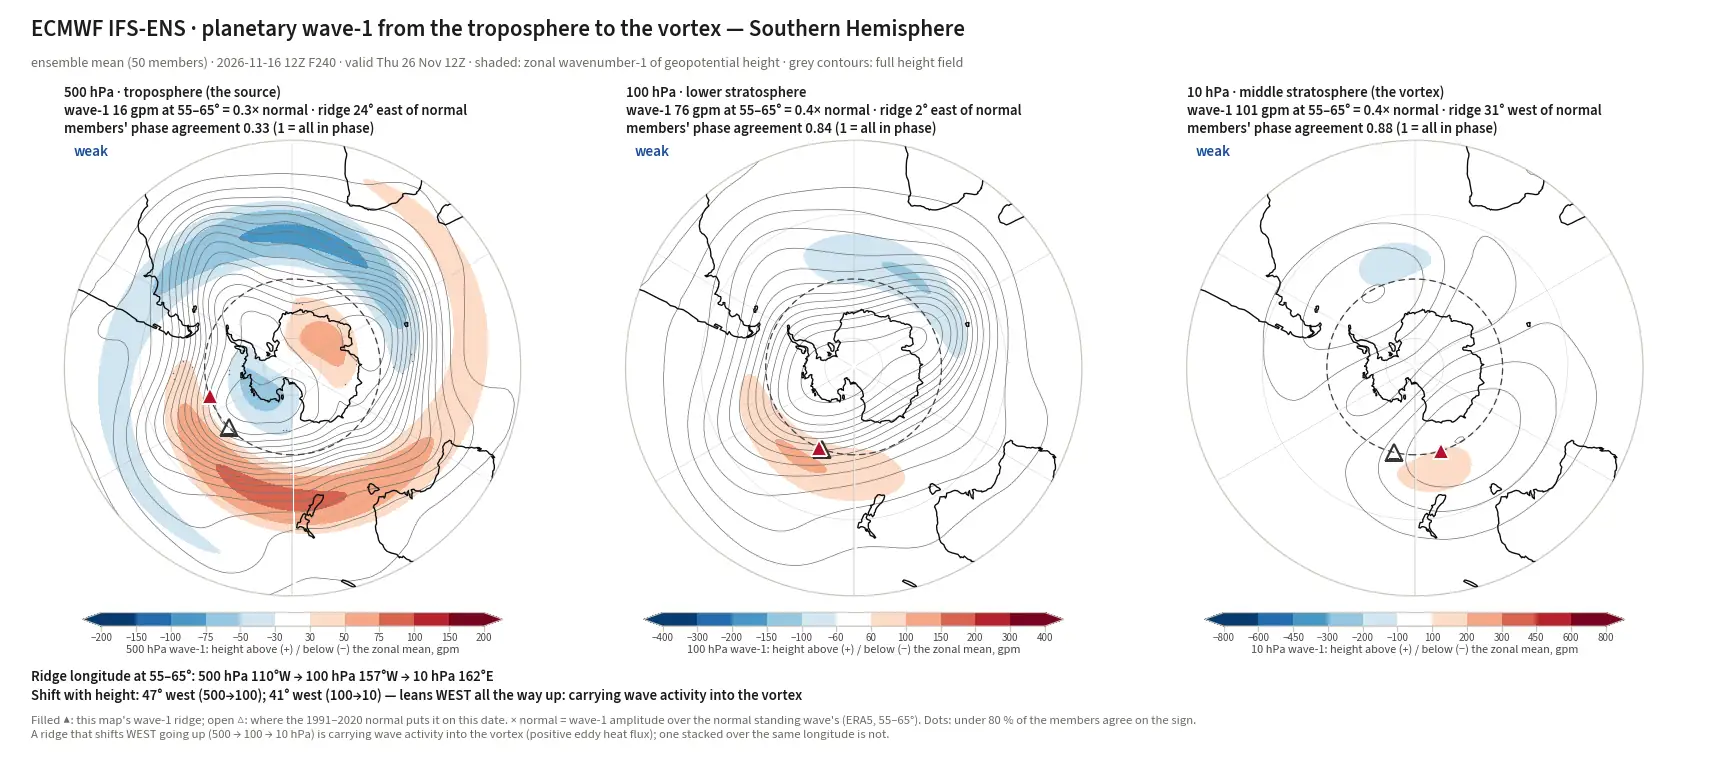 ECMWF IFS-ENS · planetary wave-1 from the troposphere to the vortex — Southern Hemisphere
ensemble mean (50 members) · 2026-11-16 12Z F240 · valid Thu 26 Nov 12Z · shaded: zonal wavenumber-1 of geopotential height · grey contours: full height field
500 hPa · troposphere (the source)
wave-1 16 gpm at 55–65° = 0.3× normal · ridge 24° east of normal
members' phase agreement 0.33 (1 = all in phase)
weak
100 hPa · lower stratosphere
wave-1 76 gpm at 55–65° = 0.4× normal · ridge 2° east of normal
members' phase agreement 0.84 (1 = all in phase)
weak
10 hPa · middle stratosphere (the vortex)
wave-1 101 gpm at 55–65° = 0.4× normal · ridge 31° west of normal
members' phase agreement 0.88 (1 = all in phase)
weak
−200 −150 −100 −75 −50 −30 30 50 75 100 150 200
500 hPa wave-1: height above (+) / below (−) the zonal mean, gpm
−400 −300 −200 −150 −100 −60 60 100 150 200 300 400
100 hPa wave-1: height above (+) / below (−) the zonal mean, gpm
−800 −600 −450 −300 −200 −100 100 200 300 450 600 800
10 hPa wave-1: height above (+) / below (−) the zonal mean, gpm
Ridge longitude at 55–65°: 500 hPa 110°W → 100 hPa 157°W → 10 hPa 162°E
Shift with height: 47° west (500→100); 41° west (100→10) — leans WEST all the way up: carrying wave activity into the vortex
Filled ▲: this map's wave-1 ridge; open △: where the 1991–2020 normal puts it on this date. × normal = wave-1 amplitude over the normal standing wave's (ERA5, 55–65°). Dots: under 80 % of the members agree on the sign.
A ridge that shifts WEST going up (500 → 100 → 10 hPa) is carrying wave activity into the vortex (positive eddy heat flux); one stacked over the same longitude is not.